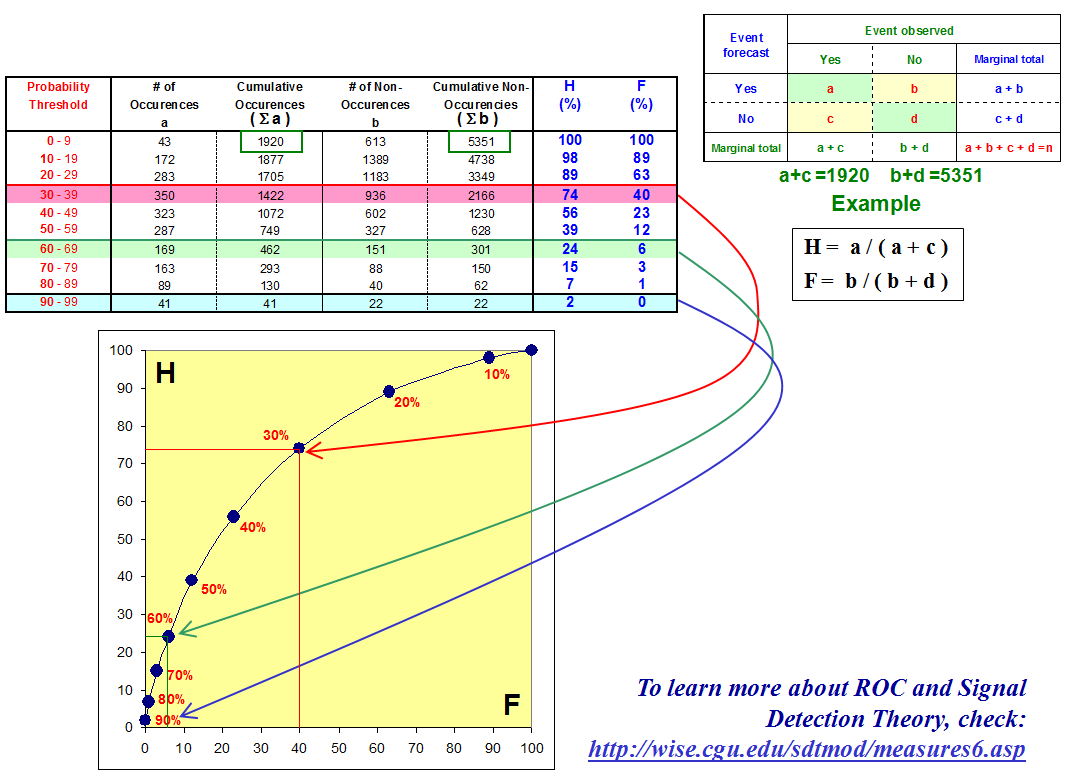 Event forecast Event observed
Yes No Marginal total
Yes a b a + b
No c d c + d
Marginal total a + c b + d a + b + c + d =n
a+c =1920 b+d =5351
Example
H = a / ( a + c )
F = b / ( b + d )
Probability Threshold # of Occurences a Cumulative Occurences ( Σa ) # of Non-Occurences b Cumulative Non-Occurencies ( Σb ) H (%) F (%)
0 - 9 43 1920 613 5351 100 100
10 - 19 172 1877 1389 4738 98 89
20 - 29 283 1705 1183 3349 89 63
30 - 39 350 1422 936 2166 74 40
40 - 49 323 1072 602 1230 56 23
50 - 59 287 749 327 628 39 12
60 - 69 169 462 151 301 24 6
70 - 79 163 293 88 150 15 3
80 - 89 89 130 40 62 7 1
90 - 99 41 41 22 22 2 0
H
100
90
80
70
60
50
40
30
20
10
0
10%
20%
30%
40%
50%
60%
70%
80%
90%
F
0 10 20 30 40 50 60 70 80 90 100
To learn more about ROC and Signal
Detection Theory, check:
http://wise.cgu.edu/sdtmod/measures6.asp